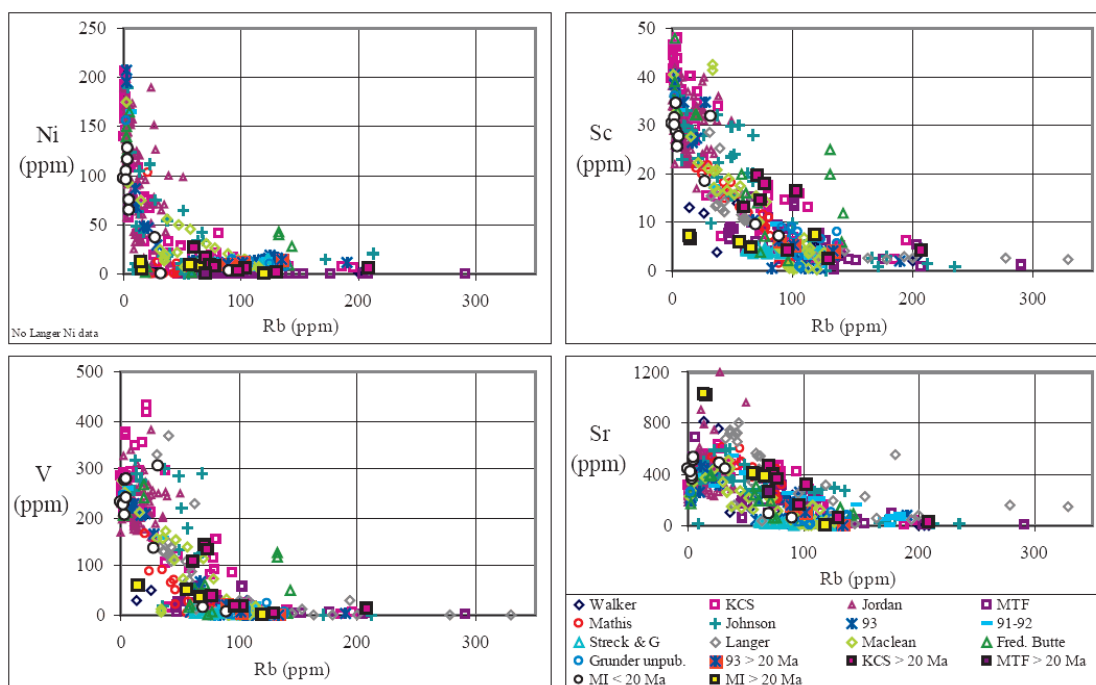 250
200
150
100
50
0
Ni
(ppm)
0 100 200 300
Rb (ppm)
No Langer Ni data
50
40
30
20
10
0
Sc
(ppm)
0 100 200 300
Rb (ppm)
500
400
300
200
100
0
V
(ppm)
0 100 200 300
Rb (ppm)
1200
800
400
0
Sr
(ppm)
0 100 200 300
Rb (ppm)
Walker KCS Jordan MTF
Mathis Johnson 93 91-92
Streck & G Langer Maclean Fred. Butte
Grunder unpub. 93 > 20 Ma KCS > 20 Ma MTF > 20 Ma
MI < 20 Ma MI > 20 Ma